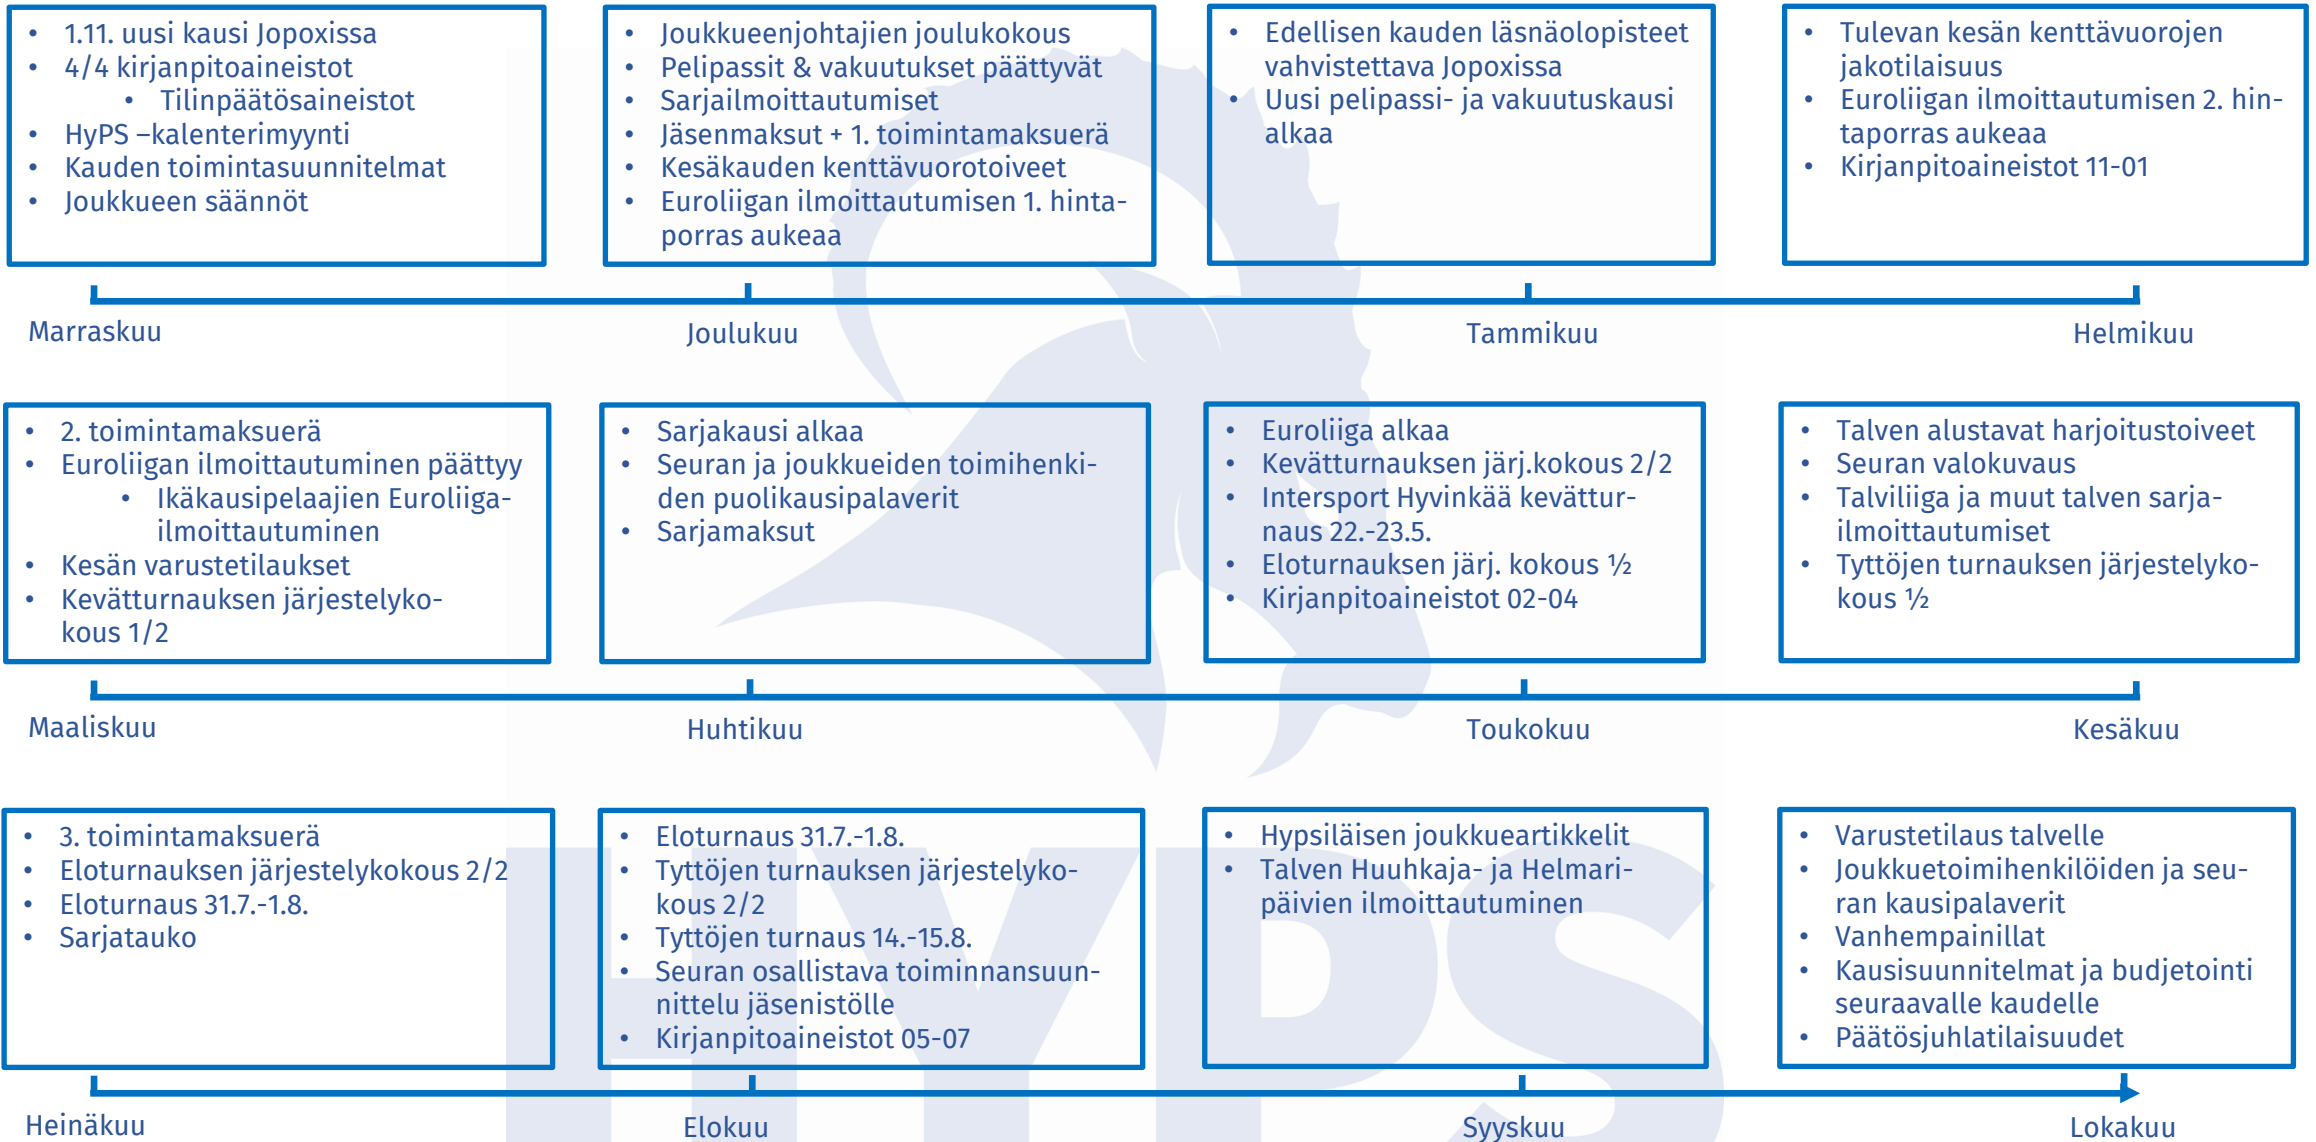 • 1.11. uusi kausi Jopoxissa
• 4/4 kirjanpitoaineistot
• Tilinpäätösaineistot
• HyPS –kalenterimyynti
• Kauden toimintasuunnitelmat
• Joukkueen säännöt
• Joukkueenjohtajien joulukokous
• Pelipassit & vakuutukset päättyvät
• Sarjailmoittautumiset
• Jäsenmaksut + 1. toimintamaksuerä
• Kesäkauden kenttävuorotoiveet
• Euroliigan ilmoittautumisen 1. hinta-
porras aukeaa
• Edellisen kauden läsnäolopisteet
vahvistettava Jopoxissa
• Uusi pelipassi- ja vakuutuskausi
alkaa
• Tulevan kesän kenttävuorojen
jakotilaisuus
• Euroliigan ilmoittautumisen 2. hin-
taporras aukeaa
• Kirjanpitoaineistot 11-01
Marraskuu
Joulukuu
Tammikuu
Helmikuu
• 2. toimintamaksuerä
• Euroliigan ilmoittautuminen päättyy
• Ikäkausipelaajien Euroliiga-
ilmoittautuminen
• Kesän varustetilaukset
• Kevätturnauksen järjestelyko-
kous 1/2
• Sarjakausi alkaa
• Seuran ja joukkueiden toimihenki-
den puolikausipalaverit
• Sarjamaksut
• Euroliiga alkaa
• Kevätturnauksen järj.kokous 2/2
• Intersport Hyvinkää kevättur-
naus 22.-23.5.
• Eloturnauksen järj. kokous ½
• Kirjanpitoaineistot 02-04
• Talven alustavat harjoitustoiveet
• Seuran valokuvaus
• Talviliiga ja muut talven sarja-
ilmoittautumiset
• Tyttöjen turnauksen järjestelyko-
kous ½
Maaliskuu
Huhtikuu
Toukokuu
Kesäkuu
• 3. toimintamaksuerä
• Eloturnauksen järjestelykokous 2/2
• Eloturnaus 31.7.-1.8.
• Sarjatauko
• Eloturnaus 31.7.-1.8.
• Tyttöjen turnauksen järjestelyko-
kous 2/2
• Tyttöjen turnaus 14.-15.8.
• Seuran osallistava toiminnansuun-
nittelu jäsenistölle
• Kirjanpitoaineistot 05-07
• Hypsiläisen joukkueartikkelit
• Talven Huuhkaja- ja Helmari-
päivien ilmoittautuminen
• Varustetilaus talvelle
• Joukkuetoimihenkilöiden ja seu-
ran kausipalaverit
• Vanhempainillat
• Kausisuunnitelmat ja budjetointi
seuraavalle kaudelle
• Päätösjuhlatilaisuudet
Heinäkuu
Elokuu
Syyskuu
Lokakuu
HYPS